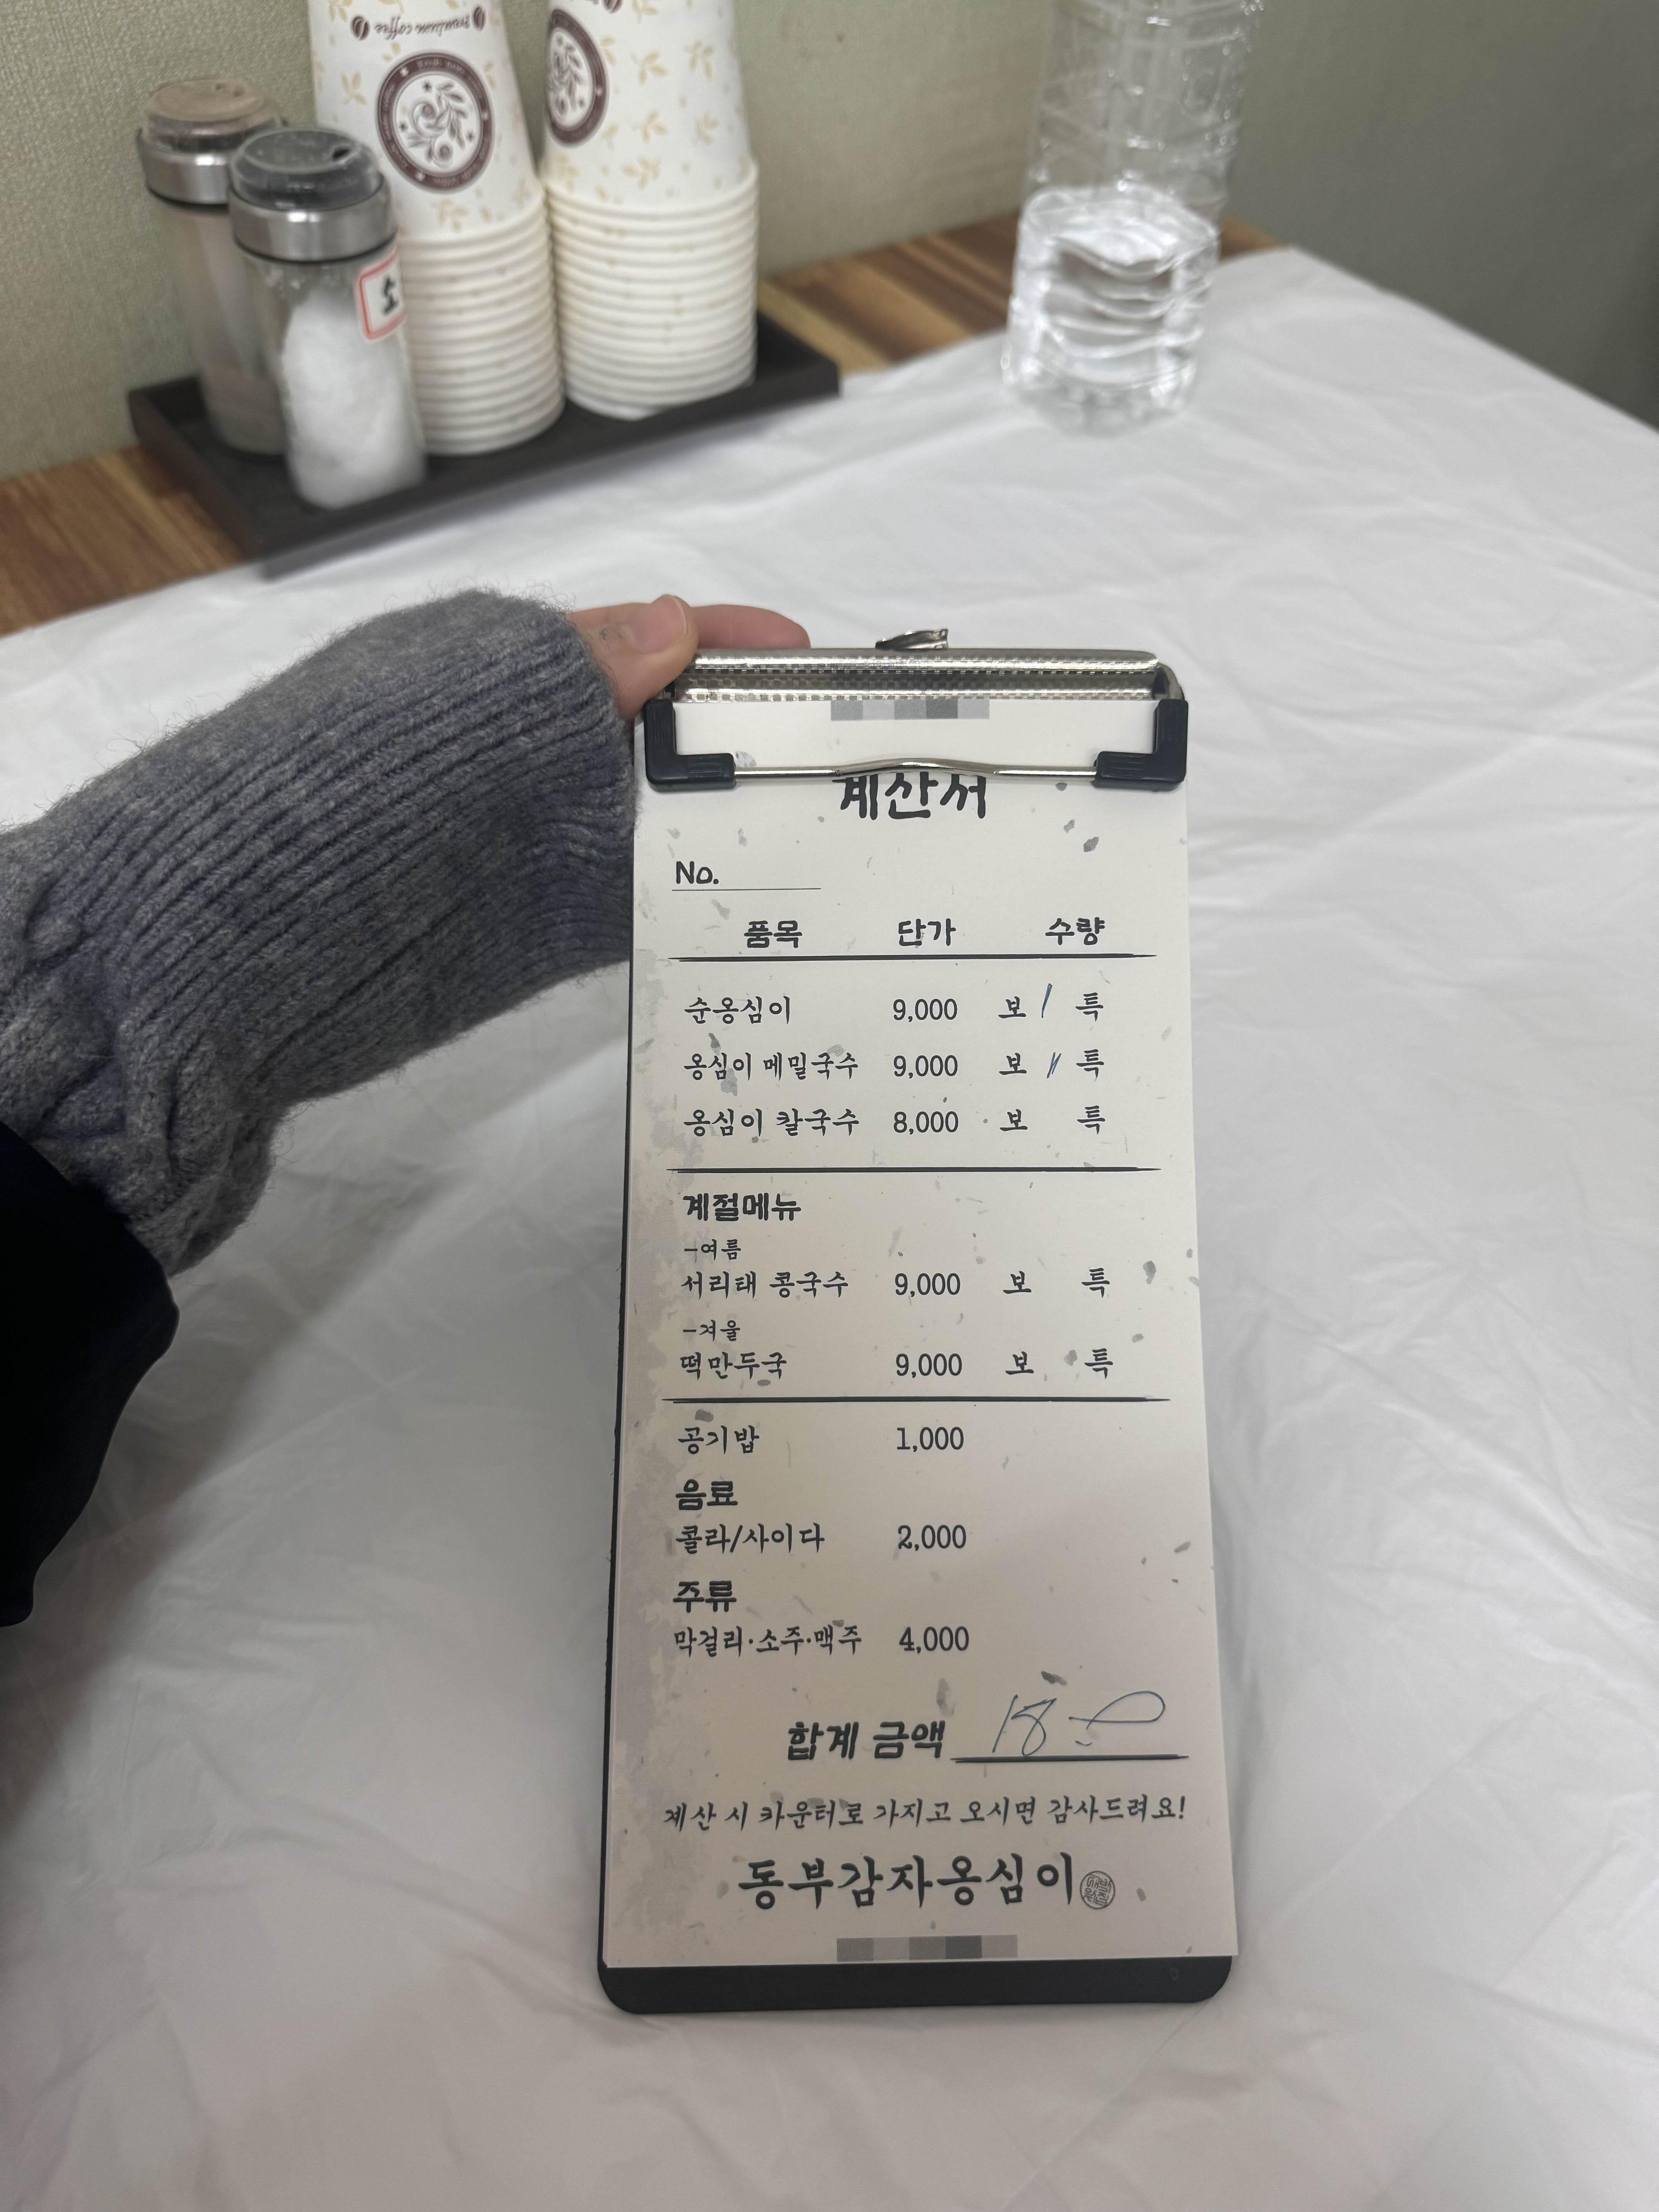 Premium coffee
계산서
No.
품목 단가 수량
순옹심이 9,000 보 / 특
옹심이 메밀국수 9,000 보 // 특
옹심이 칼국수 8,000 보 특
계절메뉴
-여름
서리태 콩국수 9,000 보 특
-겨울
떡만두국 9,000 보 특
공기밥 1,000
음료
콜라/사이다 2,000
주류
막걸리·소주·맥주 4,000
합계 금액 18
계산 시 카운터로 가지고 오시면 감사드려요!
동부감자옹심이